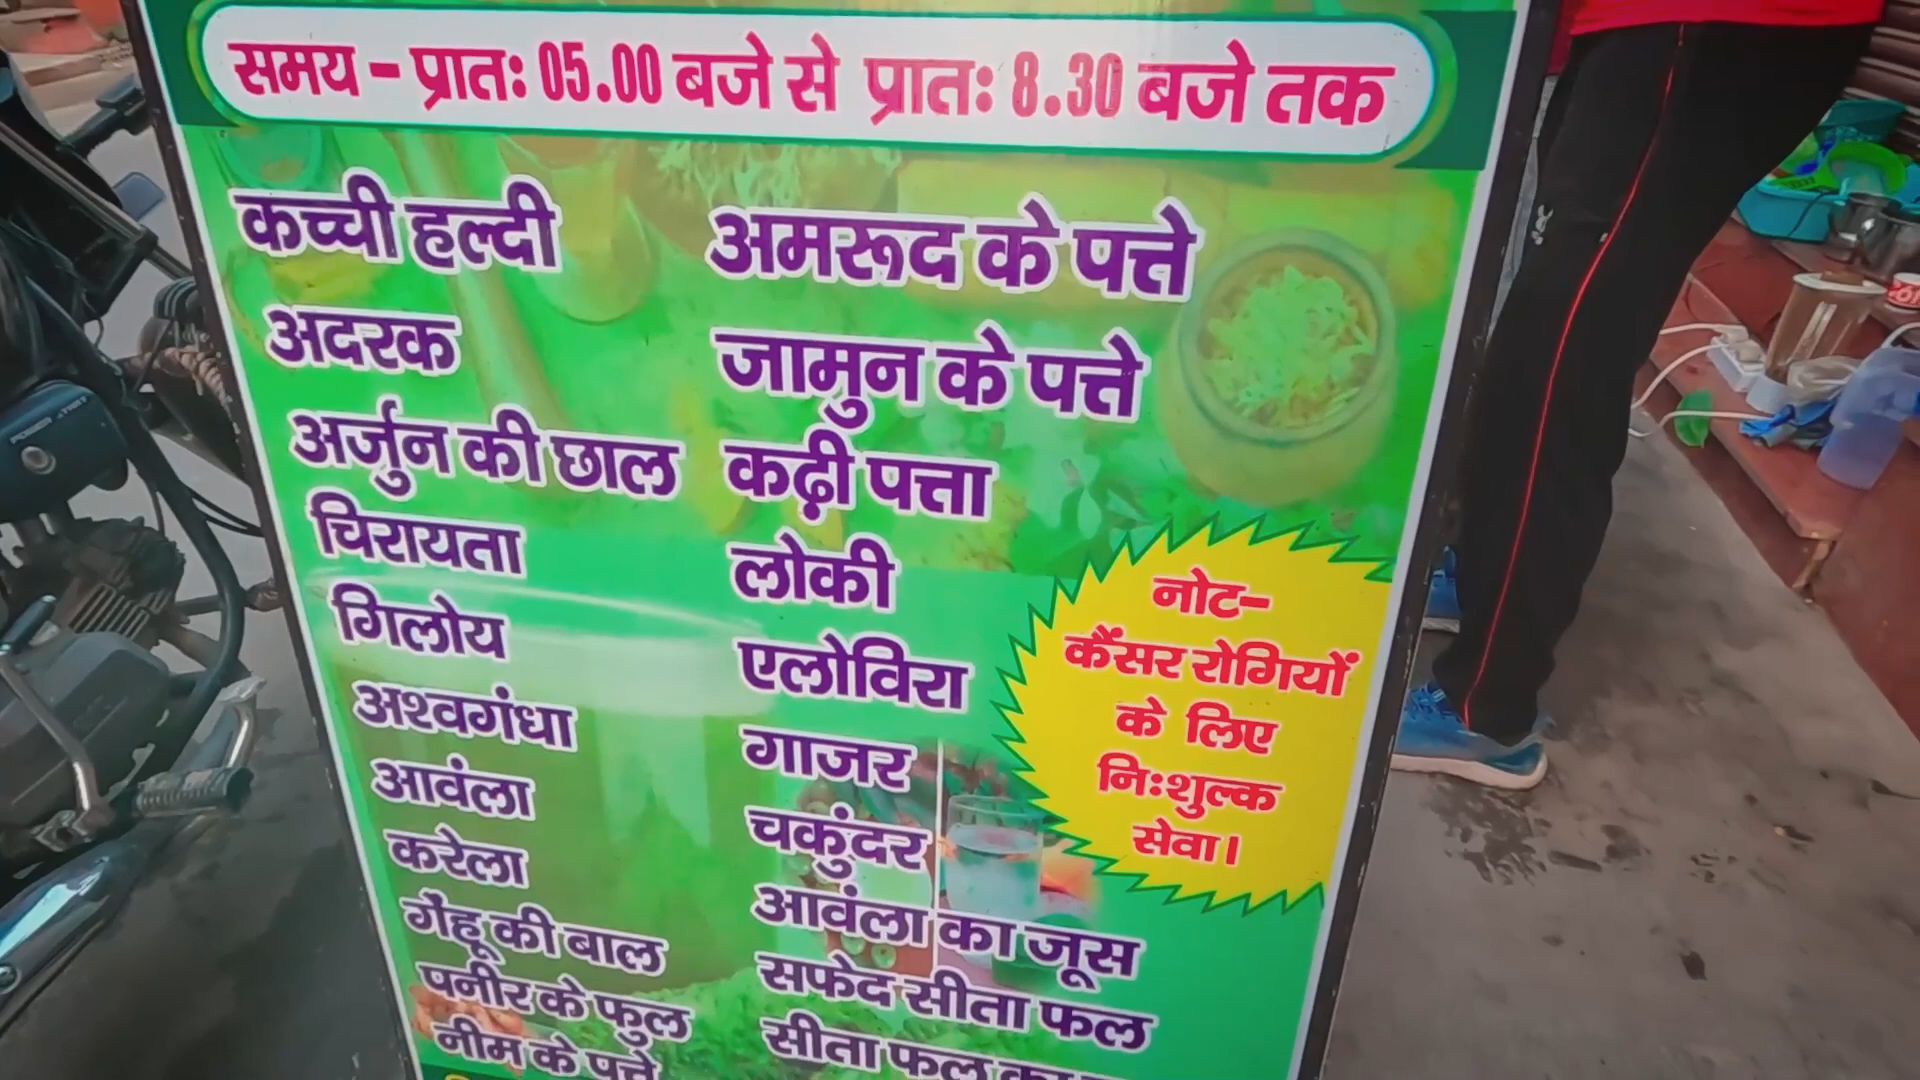 समय - प्रातः 05.00 बजे से प्रातः 8.30 बजे तक
कच्ची हल्दी
अदरक
अर्जुन की छाल
चिरायता
गिलोय
अश्वगंधा
आवंला
करेला
गेंहू की बाल
पनीर के फुल
नीम के पत्ते
अमरूद के पत्ते
जामुन के पत्ते
कढ़ी पत्ता
लोकी
एलोविरा
गाजर
चकुंदर
आवंला का जूस
सफेद सीता फल
सीता फल का
नोट-
कैंसर रोगियों
के लिए
निःशुल्क
सेवा।